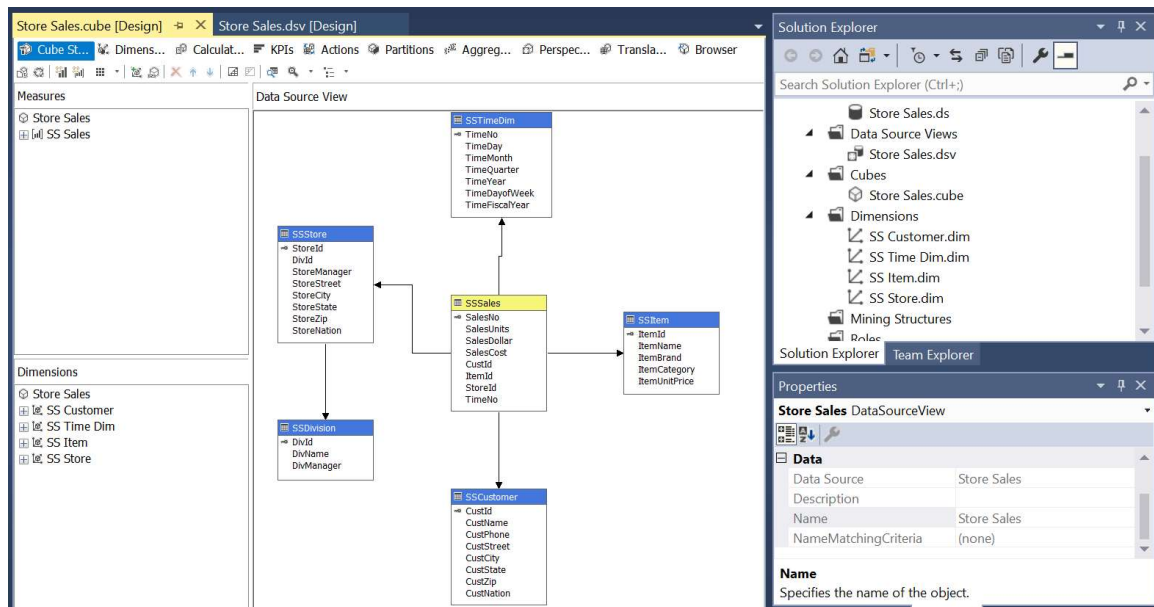 Store Sales.cube [Design]
Store Sales.dsv [Design]
Cube St...
Dimens...
Calculat...
KPIs
Actions
Partitions
Aggreg...
Perspec...
Transla...
Browser
Measures
Store Sales
SS Sales
Dimensions
Store Sales
SS Customer
SS Time Dim
SS Item
SS Store
Data Source View
SSTimeDim
TimeNo
TimeDay
TimeMonth
TimeQuarter
TimeYear
TimeDayofWeek
TimeFiscalYear
SSStore
StoreId
DivId
StoreManager
StoreStreet
StoreCity
StoreState
StoreZip
StoreNation
SSSales
SalesNo
SalesUnits
SalesDollar
SalesCost
CustId
ItemId
StoreId
TimeNo
SSItem
ItemId
ItemName
ItemBrand
ItemCategory
ItemUnitPrice
SSDivision
DivId
DivName
DivManager
SSCustomer
CustId
CustName
CustPhone
CustStreet
CustCity
CustState
CustZip
CustNation
Solution Explorer
Search Solution Explorer (Ctrl+;)
Store Sales.ds
Data Source Views
Store Sales.dsv
Cubes
Store Sales.cube
Dimensions
SS Customer.dim
SS Time Dim.dim
SS Item.dim
SS Store.dim
Mining Structures
Roles
Solution Explorer
Team Explorer
Properties
Store Sales DataSourceView
Data
Data Source Store Sales
Description
Name Store Sales
NameMatchingCriteria (none)
Name
Specifies the name of the object.